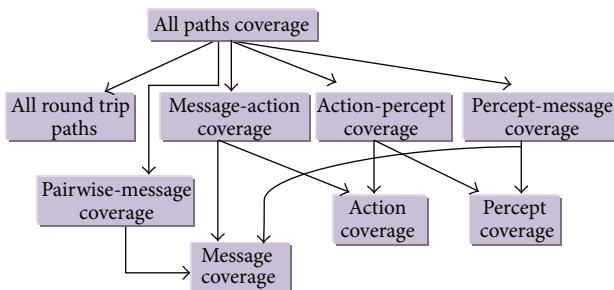 All paths coverage
All round trip
paths
Message-action
coverage
Action-percept
coverage
Percept-message
coverage
Pairwise-message
coverage
Action
coverage
Percept
coverage
Message
coverage